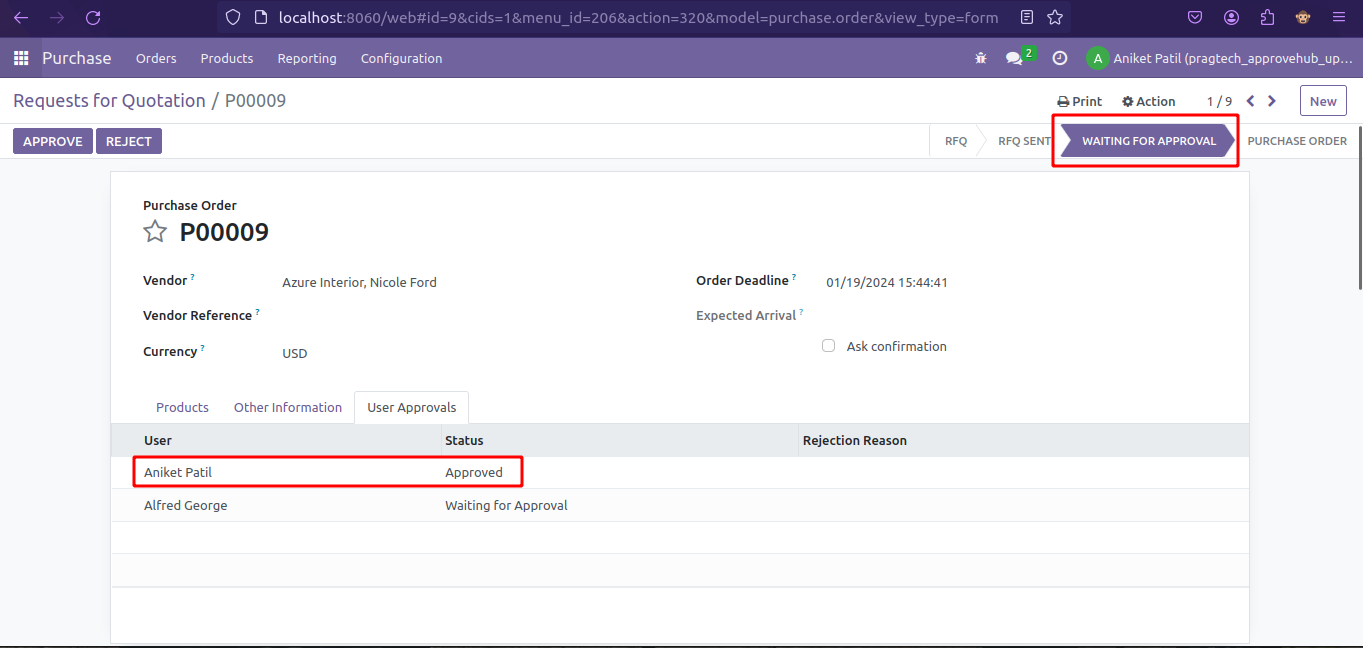 localhost:8060/web#id=9&cids=1&menu_id=206&action=320&model=purchase.order&view_type=form
Purchase Orders Products Reporting Configuration 2 A Aniket Patil (pragtech_approvehub_up...
Requests for Quotation / P00009 Print Action 1 / 9 New
APPROVE REJECT RFQ RFQ SENT WAITING FOR APPROVAL PURCHASE ORDER
Purchase Order
P00009
Vendor ? Azure Interior, Nicole Ford Order Deadline ? 01/19/2024 15:44:41
Vendor Reference ? Expected Arrival ?
Currency ? USD Ask confirmation
Products Other Information User Approvals
User Status Rejection Reason
Aniket Patil Approved
Alfred George Waiting for Approval